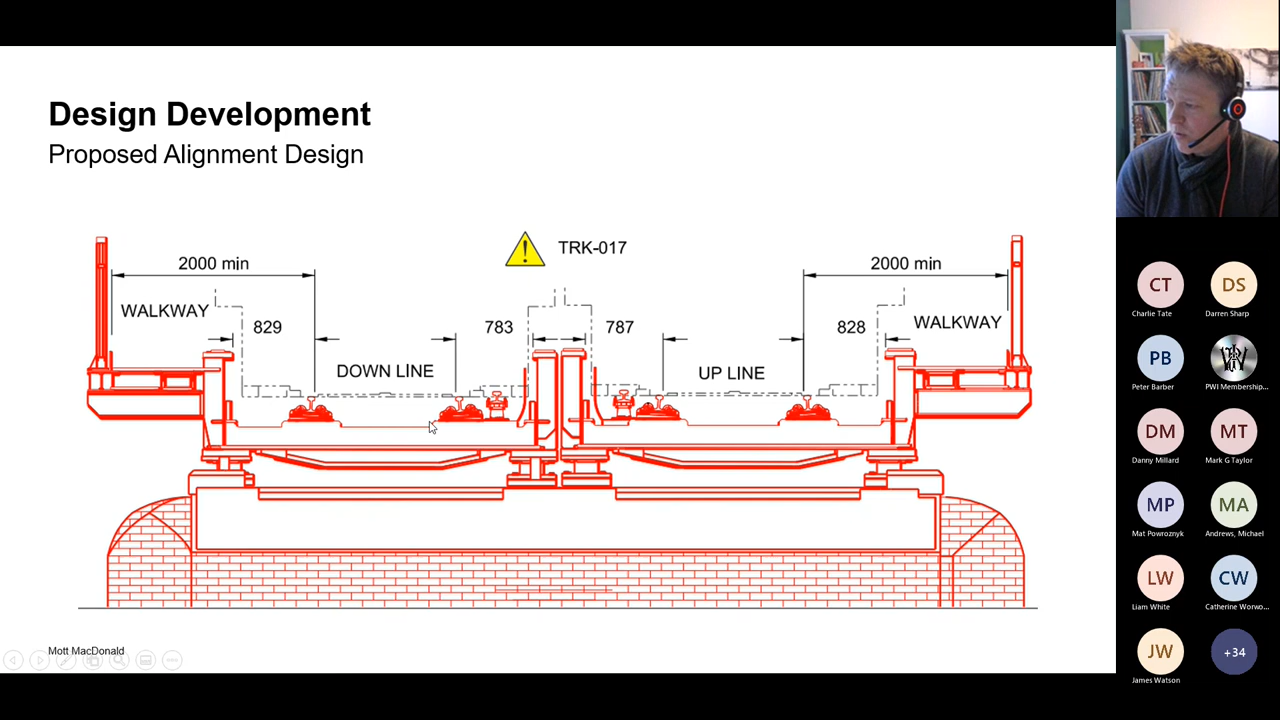 Design Development
Proposed Alignment Design
TRK-017
2000 min
2000 min
WALKWAY
829
783
787
828
WALKWAY
DOWN LINE
UP LINE
Mott MacDonald
CT
Charlie Tate
DS
Darren Sharp
PB
Peter Barber
PWI Membership...
DM
Danny Millard
MT
Mark G Taylor
MP
Mat Powroznyk
MA
Andrews, Michael
LW
Liam White
CW
Catherine Worwo...
JW
James Watson
+34